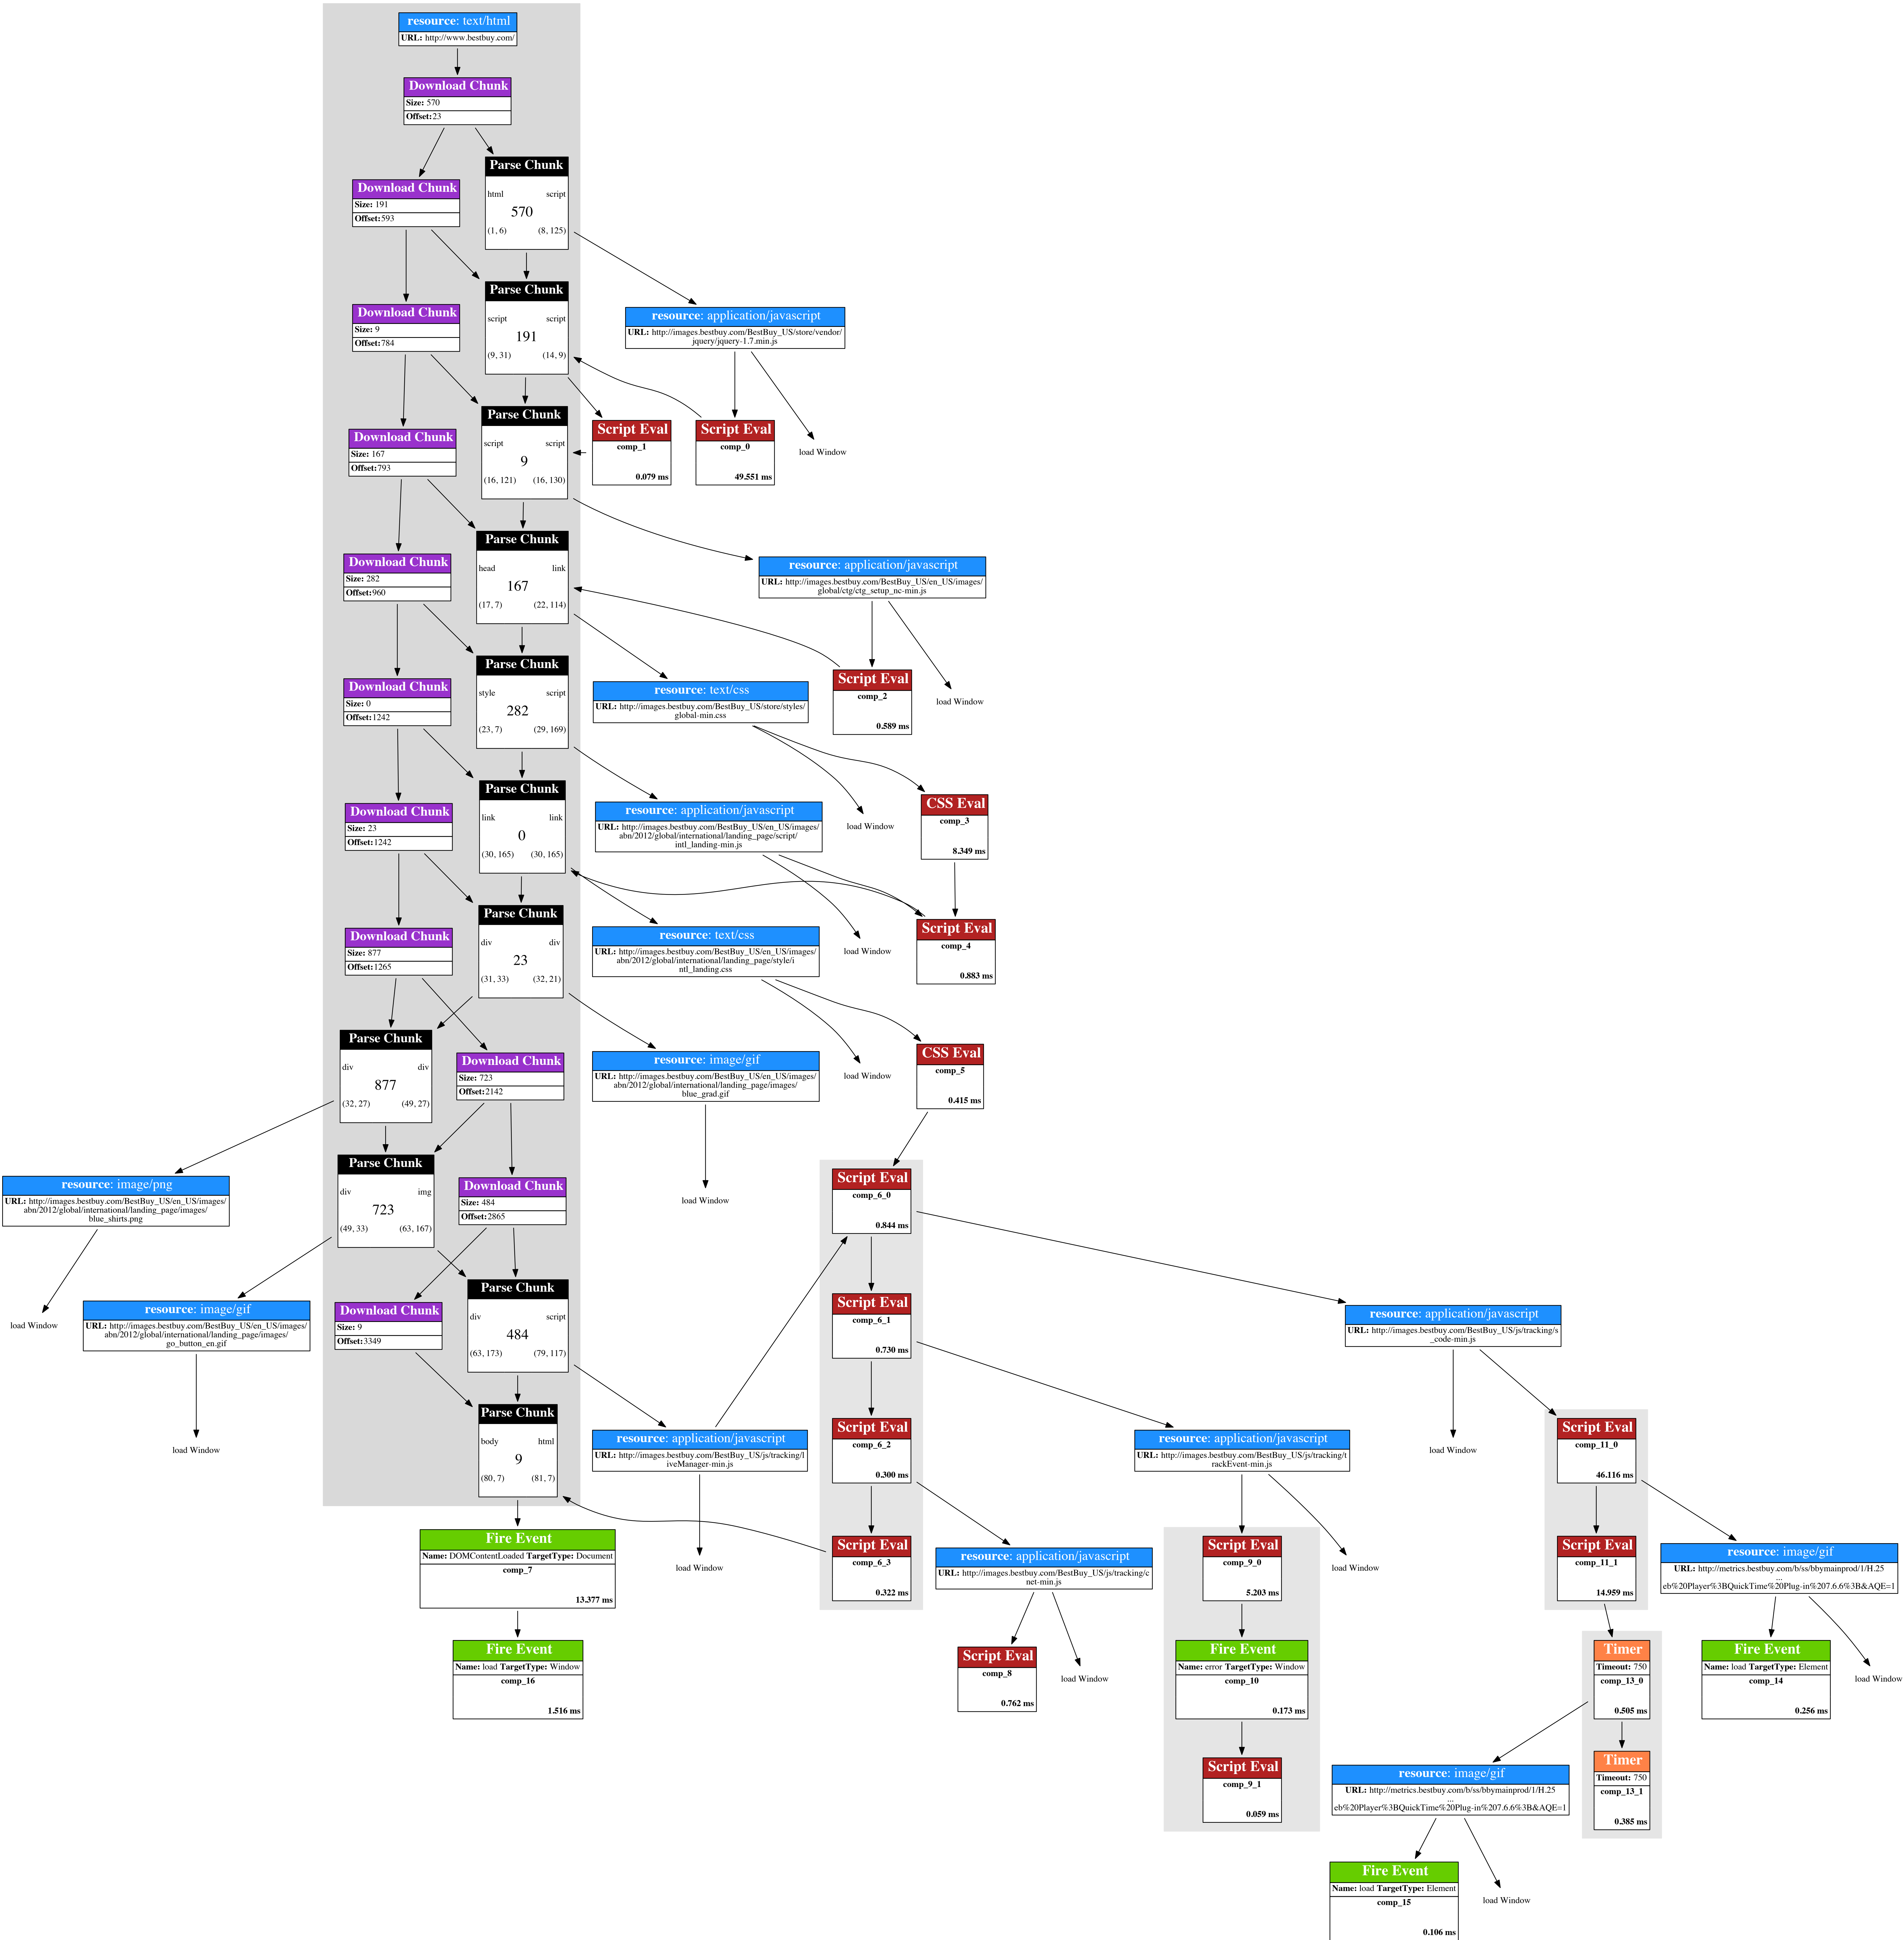 resource: text/html
URL: http://www.bestbuy.com/
Download Chunk
Size: 570
Offset:23
Parse Chunk
html script
570
(1, 6) (8, 125)
Download Chunk
Size: 191
Offset:593
Parse Chunk
script script
191
(9, 31) (14, 9)
Download Chunk
Size: 9
Offset:784
resource: application/javascript
URL: http://images.bestbuy.com/BestBuy_US/store/vendor/
jquery/jquery-1.7.min.js
Parse Chunk
script script
9
(16, 121) (16, 130)
Script Eval
comp_1
0.079 ms
Script Eval
comp_0
49.551 ms
load Window
Download Chunk
Size: 167
Offset:793
Parse Chunk
head link
167
(17, 7) (22, 114)
Download Chunk
Size: 282
Offset:960
resource: application/javascript
URL: http://images.bestbuy.com/BestBuy_US/en_US/images/
global/ctg/ctg_setup_nc-min.js
Parse Chunk
style script
282
(23, 7) (29, 169)
Download Chunk
Size: 0
Offset:1242
resource: text/css
URL: http://images.bestbuy.com/BestBuy_US/store/styles/
global-min.css
Script Eval
comp_2
0.589 ms
load Window
Parse Chunk
link link
0
(30, 165) (30, 165)
Download Chunk
Size: 23
Offset:1242
resource: application/javascript
URL: http://images.bestbuy.com/BestBuy_US/en_US/images/
abn/2012/global/international/landing_page/script/
intl_landing-min.js
load Window
CSS Eval
comp_3
8.349 ms
Parse Chunk
div div
23
(31, 33) (32, 21)
Download Chunk
Size: 877
Offset:1265
resource: text/css
URL: http://images.bestbuy.com/BestBuy_US/en_US/images/
abn/2012/global/international/landing_page/style/i
ntl_landing.css
load Window
Script Eval
comp_4
0.883 ms
Parse Chunk
div div
877
(32, 27) (49, 27)
Download Chunk
Size: 723
Offset:2142
resource: image/gif
URL: http://images.bestbuy.com/BestBuy_US/en_US/images/
abn/2012/global/international/landing_page/images/
blue_grad.gif
load Window
CSS Eval
comp_5
0.415 ms
resource: image/png
URL: http://images.bestbuy.com/BestBuy_US/en_US/images/
abn/2012/global/international/landing_page/images/
blue_shirts.png
Parse Chunk
div img
723
(49, 33) (63, 167)
Download Chunk
Size: 484
Offset:2865
load Window
Script Eval
comp_6_0
0.844 ms
load Window
resource: image/gif
URL: http://images.bestbuy.com/BestBuy_US/en_US/images/
abn/2012/global/international/landing_page/images/
go_button_en.gif
Download Chunk
Size: 9
Offset:3349
Parse Chunk
div script
484
(63, 173) (79, 117)
Script Eval
comp_6_1
0.730 ms
resource: application/javascript
URL: http://images.bestbuy.com/BestBuy_US/js/tracking/s
_code-min.js
load Window
Parse Chunk
body html
9
(80, 7) (81, 7)
resource: application/javascript
URL: http://images.bestbuy.com/BestBuy_US/js/tracking/l
iveManager-min.js
Script Eval
comp_6_2
0.300 ms
resource: application/javascript
URL: http://images.bestbuy.com/BestBuy_US/js/tracking/t
rackEvent-min.js
load Window
Script Eval
comp_11_0
46.116 ms
Fire Event
Name: DOMContentLoaded TargetType: Document
comp_7
13.377 ms
load Window
Script Eval
comp_6_3
0.322 ms
resource: application/javascript
URL: http://images.bestbuy.com/BestBuy_US/js/tracking/c
net-min.js
Script Eval
comp_9_0
5.203 ms
load Window
Script Eval
comp_11_1
14.959 ms
resource: image/gif
URL: http://metrics.bestbuy.com/b/ss/bbymainprod/1/H.25
...
eb%20Player%3BQuickTime%20Plug-in%207.6.6%3B&AQE=1
Fire Event
Name: load TargetType: Window
comp_16
1.516 ms
Script Eval
comp_8
0.762 ms
load Window
Fire Event
Name: error TargetType: Window
comp_10
0.173 ms
Timer
Timeout: 750
comp_13_0
0.505 ms
Fire Event
Name: load TargetType: Element
comp_14
0.256 ms
load Window
Script Eval
comp_9_1
0.059 ms
resource: image/gif
URL: http://metrics.bestbuy.com/b/ss/bbymainprod/1/H.25
...
eb%20Player%3BQuickTime%20Plug-in%207.6.6%3B&AQE=1
Timer
Timeout: 750
comp_13_1
0.385 ms
Fire Event
Name: load TargetType: Element
comp_15
0.106 ms
load Window